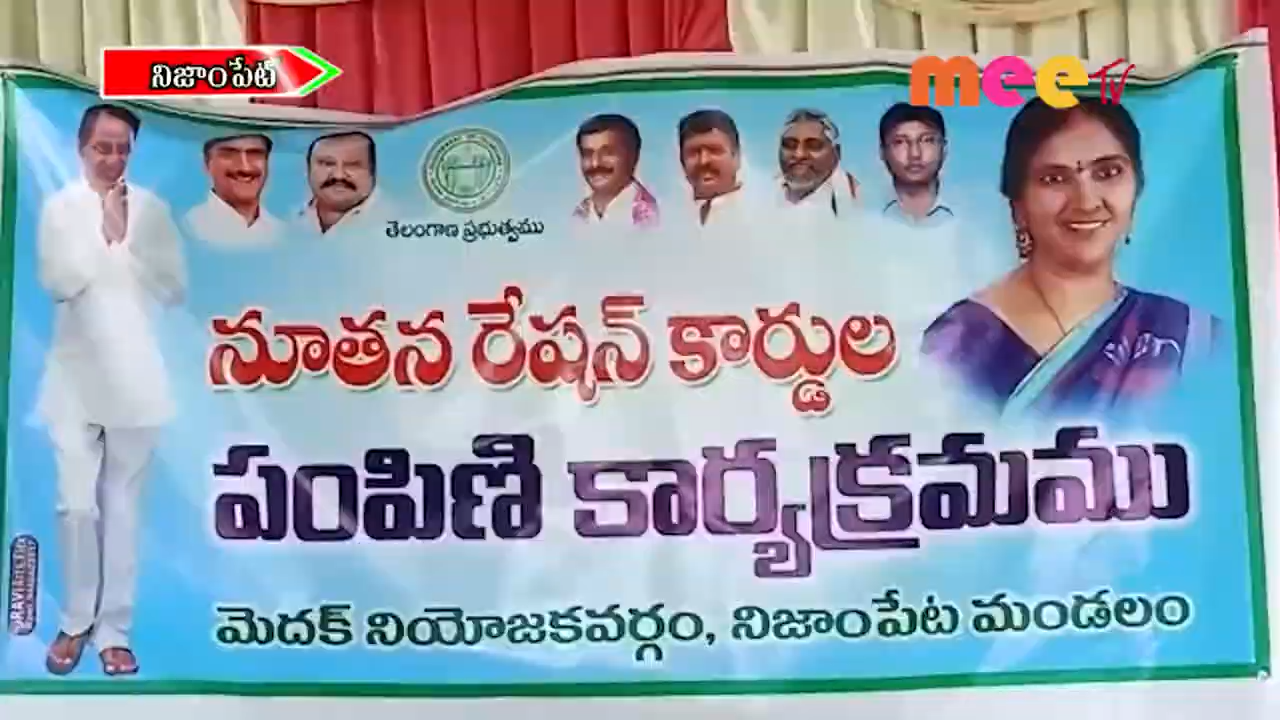 నిజాంపేట్
mee TV
తెలంగాణ ప్రభుత్వము
నూతన రేషన్ కార్డుల
పంపిణి కార్యక్రమము
మెదక్ నియోజకవర్గం, నిజాంపేట మండలం